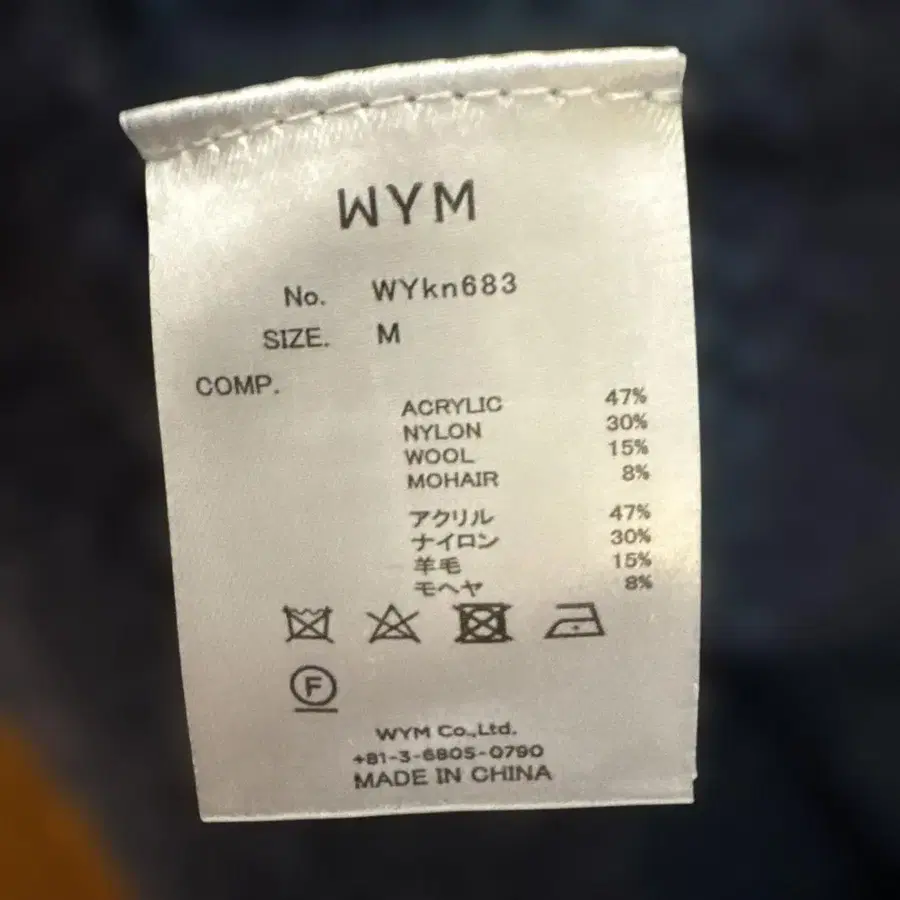 WYM
No. WYkn683
SIZE. M
COMP.
ACRYLIC 47%
NYLON 30%
WOOL 15%
MOHAIR 8%
アクリル 47%
ナイロン 30%
羊毛 15%
モヘヤ 8%
F
WYM Co.,Ltd.
+81-3-6805-0790
MADE IN CHINA